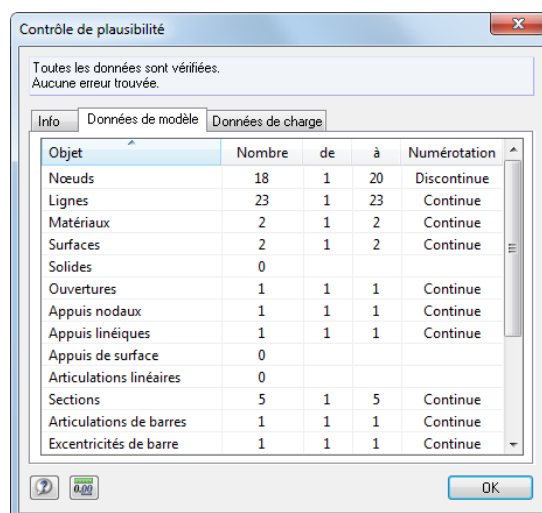 Contrôle de plausibilité
Toutes les données sont vérifiées.
Aucune erreur trouvée.
Info Données de modèle Données de charge
Objet Nombre de à Numérotation
Nœuds 18 1 20 Discontinue
Lignes 23 1 23 Continue
Matériaux 2 1 2 Continue
Surfaces 2 1 2 Continue
Solides 0
Ouvertures 1 1 1 Continue
Appuis nodaux 1 1 1 Continue
Appuis linéiques 1 1 1 Continue
Appuis de surface 0
Articulations linéaires 0
Sections 5 1 5 Continue
Articulations de barres 1 1 1 Continue
Excentricités de barre 1 1 1 Continue
0,00 OK